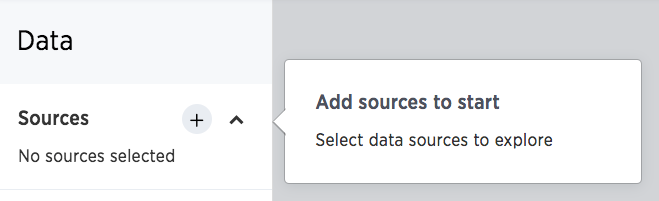 Data
Sources
No sources selected
Add sources to start
Select data sources to explore